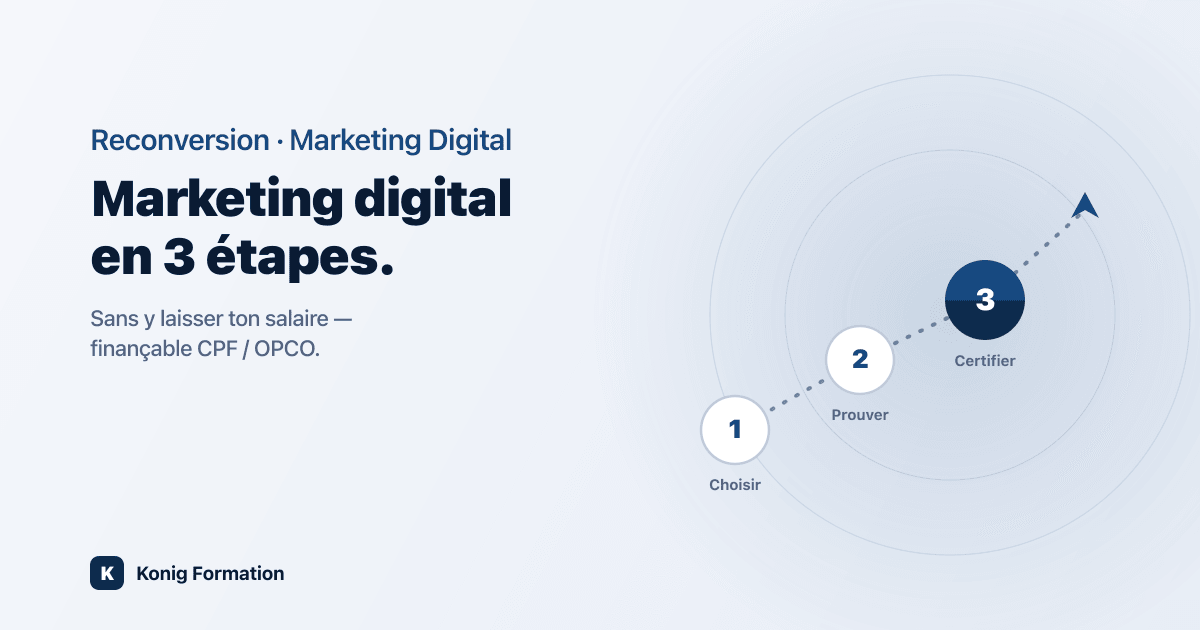 Reconversion · Marketing Digital
Marketing digital
en 3 étapes.
Sans y laisser ton salaire —
finançable CPF / OPCO.
1
Choisir
2
Prouver
3
Certifier
K
Konig Formation